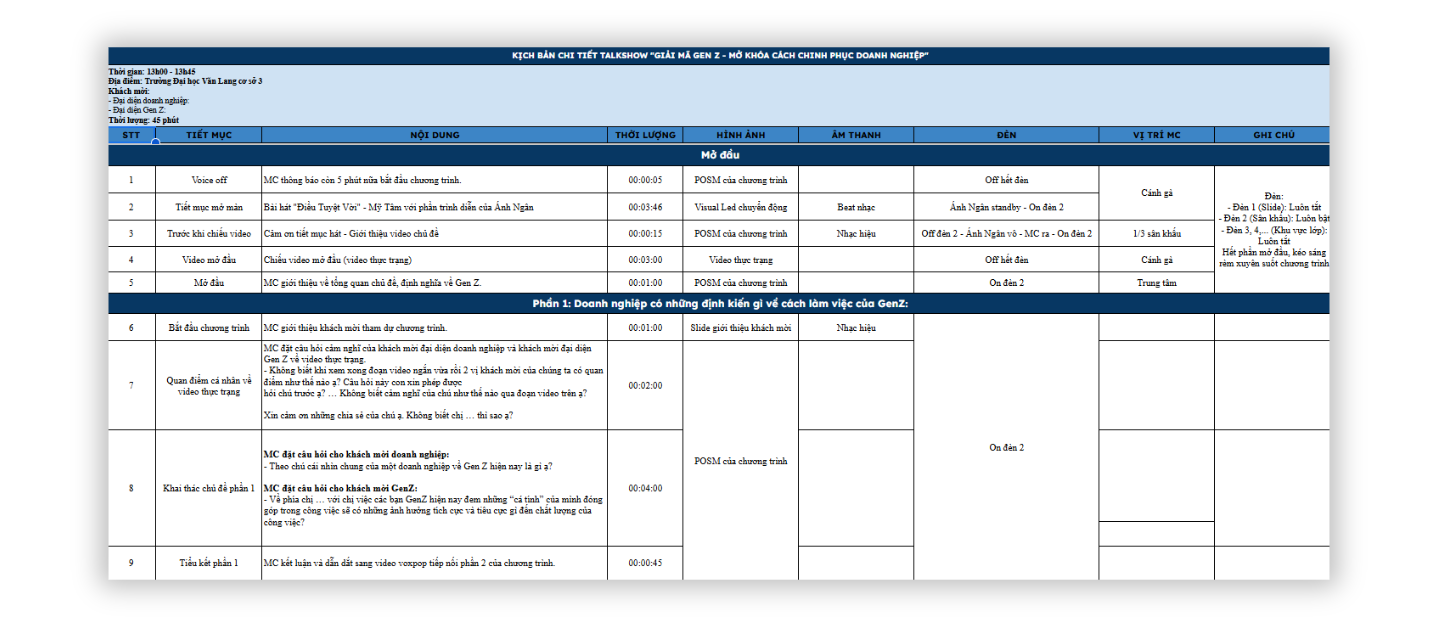 KỊCH BẢN CHI TIẾT TALKSHOW "GIẢI MÃ GEN Z - MỞ KHÓA CÁCH CHINH PHỤC DOANH NGHIỆP"
Thời gian: 13h00 - 13h45
Địa điểm: Trường Đại học Văn Lang cơ sở 3
Khách mời:
- Đại diện doanh nghiệp:
- Đại diện Gen Z:
Thời lượng: 45 phút
STT TIẾT MỤC NỘI DUNG THỜI LƯỢNG HÌNH ẢNH ÂM THANH ĐÈN VỊ TRÍ MC GHI CHÚ
Mở đầu
1 Voice off MC thông báo còn 5 phút nữa bắt đầu chương trình. 00:00:05 POSM của chương trình Off hết đèn
Cánh gà
2 Tiết mục mở màn Bài hát "Điều Tuyệt Vời" - Mỹ Tâm với phần trình diễn của Ánh Ngân 00:03:46 Visual Led chuyển động Beat nhạc Ánh Ngân standby - On đèn 2
3 Trước khi chiếu video Cảm ơn tiết mục hát - Giới thiệu video chủ đề 00:00:15 POSM của chương trình Nhạc hiệu Off đèn 2 - Ánh Ngân vô - MC ra - On đèn 2 1/3 sân khấu
4 Video mở đầu Chiếu video mở đầu (video thực trạng) 00:03:00 Video thực trạng Off hết đèn Cánh gà
5 Mở đầu MC giới thiệu về tổng quan chủ đề, định nghĩa về Gen Z. 00:01:00 POSM của chương trình On đèn 2 Trung tâm
Đèn:
- Đèn 1 (Slide): Luôn tắt
- Đèn 2 (Sân khấu): Luôn bật
- Đèn 3, 4,... (Khu vực lớp):
Luôn tắt
Hết phần mở đầu, kéo sáng
rèm xuyên suốt chương trình
Phần 1: Doanh nghiệp có những định kiến gì về cách làm việc của GenZ:
6 Bắt đầu chương trình MC giới thiệu khách mời tham dự chương trình. 00:01:00 Slide giới thiệu khách mời Nhạc hiệu
7 Quan điểm cá nhân về
video thực trạng
MC đặt câu hỏi cảm nghĩ của khách mời đại diện doanh nghiệp và khách mời đại diện
Gen Z về video thực trạng.
- Không biết khi xem xong đoạn video ngắn vừa rồi 2 vị khách mời của chúng ta có quan
điểm như thế nào ạ? Câu hỏi này con xin phép được
hỏi chú trước ạ? … Không biết cảm nghĩ của chú như thế nào qua đoạn video trên ạ?
Xin cảm ơn những chia sẻ của chú ạ. Không biết chị … thì sao ạ?
00:02:00
8 Khai thác chủ đề phần 1
MC đặt câu hỏi cho khách mời doanh nghiệp:
- Theo chú cái nhìn chung của một doanh nghiệp về Gen Z hiện nay là gì ạ?
MC đặt câu hỏi cho khách mời GenZ:
- Về phía chị … với chị việc các bạn GenZ hiện nay đem những “cá tính” của mình đóng
góp trong công việc sẽ có những ảnh hưởng tích cực và tiêu cực gì đến chất lượng của
công việc?
00:04:00
POSM của chương trình
On đèn 2
9 Tiểu kết phần 1 MC kết luận và dẫn dắt sang video voxpop tiếp nối phần 2 của chương trình. 00:00:45